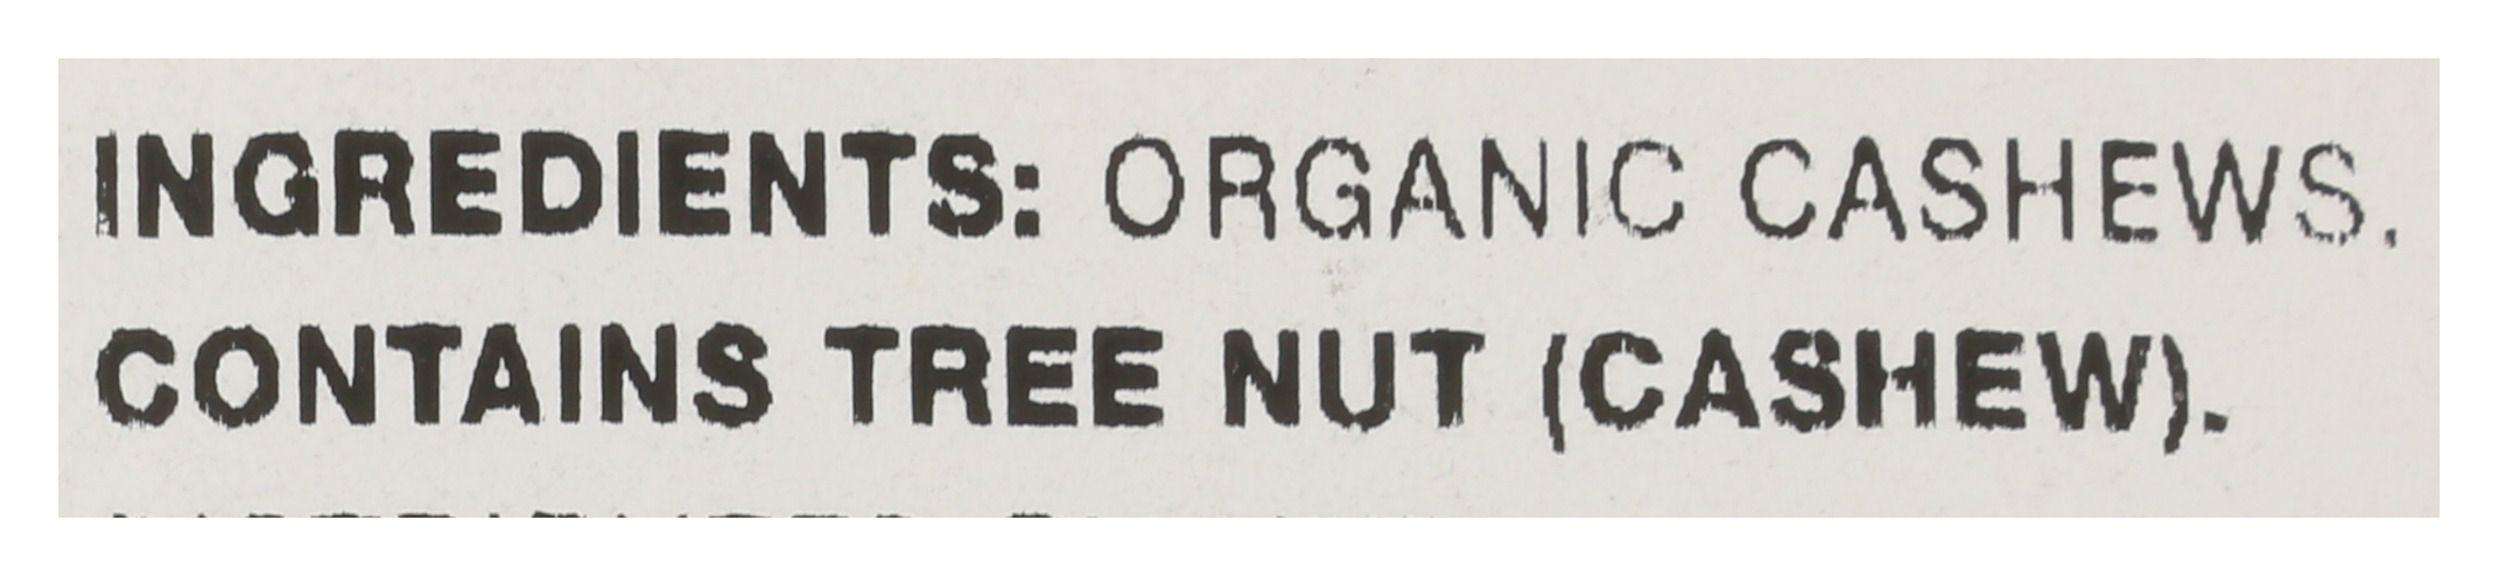 INGREDIENTS: ORGANIC CASHEWS.
CONTAINS TREE NUT (CASHEW).